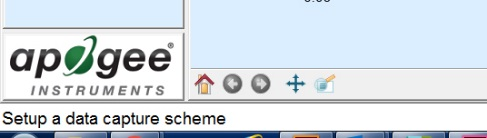 apogee®
INSTRUMENTS
Setup a data capture scheme